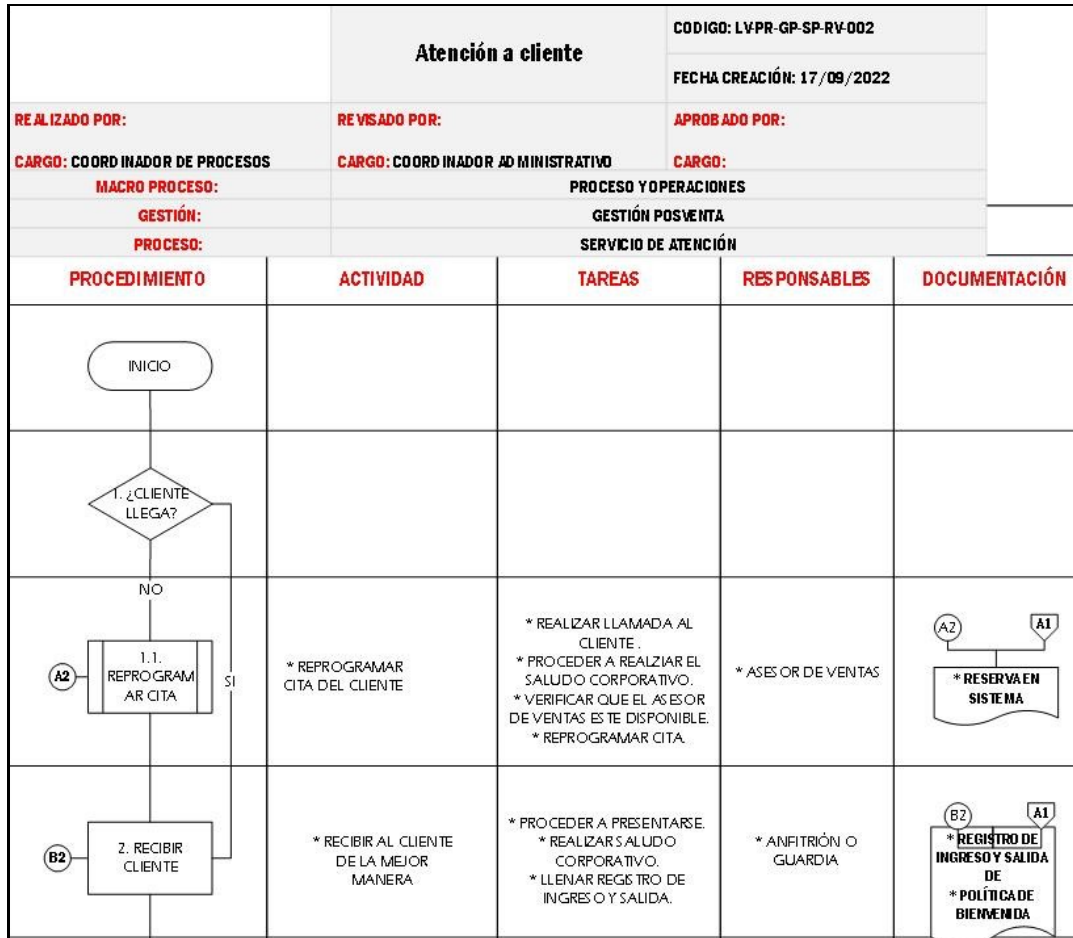 Atención a cliente
CODIGO: LV-PR-GP-SP-RV-002
FECHA CREACIÓN: 17/09/2022
REALIZADO POR:
CARGO: COORDINADOR DE PROCESOS
REVISADO POR:
CARGO: COORDINADOR ADMINISTRATIVO
APROBADO POR:
CARGO:
MACRO PROCESO:
PROCESO Y OPERACIONES
GESTIÓN:
GESTIÓN POSVENTA
PROCESO:
SERVICIO DE ATENCIÓN
PROCEDIMIENTO
ACTIVIDAD
TAREAS
RESPONSABLES
DOCUMENTACIÓN
INICIO
1. ¿CLIENTE
LLEGA?
NO
SI
A2
1.1.
REPROGRAM
AR CITA
* REPROGRAMAR
CITA DEL CLIENTE
* REALIZAR LLAMADA AL
CLIENTE.
* PROCEDER A REALZIAR EL
SALUDO CORPORATIVO.
* VERIFICAR QUE EL ASESOR
DE VENTAS ESTE DISPONIBLE.
* REPROGRAMAR CITA.
* ASESOR DE VENTAS
A2
A1
* RESERVA EN
SISTEMA
B2
2. RECIBIR
CLIENTE
* RECIBIR AL CLIENTE
DE LA MEJOR
MANERA
* PROCEDER A PRESENTARSE.
* REALIZAR SALUDO
CORPORATIVO.
* LLENAR REGISTRO DE
INGRESO Y SALIDA.
* ANFITRIÓN O
GUARDIA
B2
A1
* REGISTRO DE
INGRESO Y SALIDA
DE
* POLÍTICA DE
BIENVENIDA